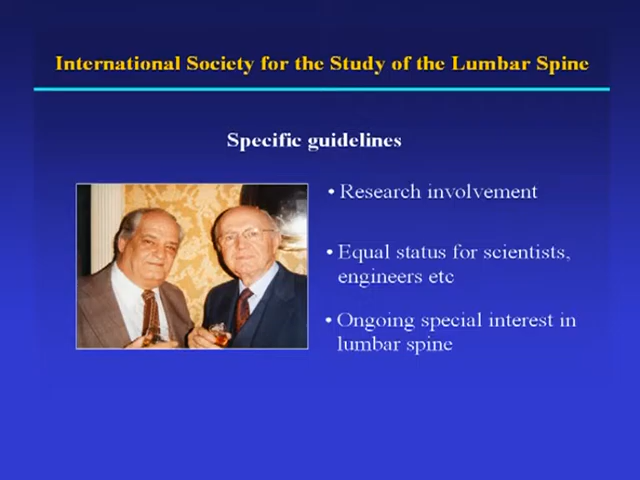 International Society for the Study of the Lumbar Spine
Specific guidelines
• Research involvement
• Equal status for scientists,
engineers etc
• Ongoing special interest in
lumbar spine